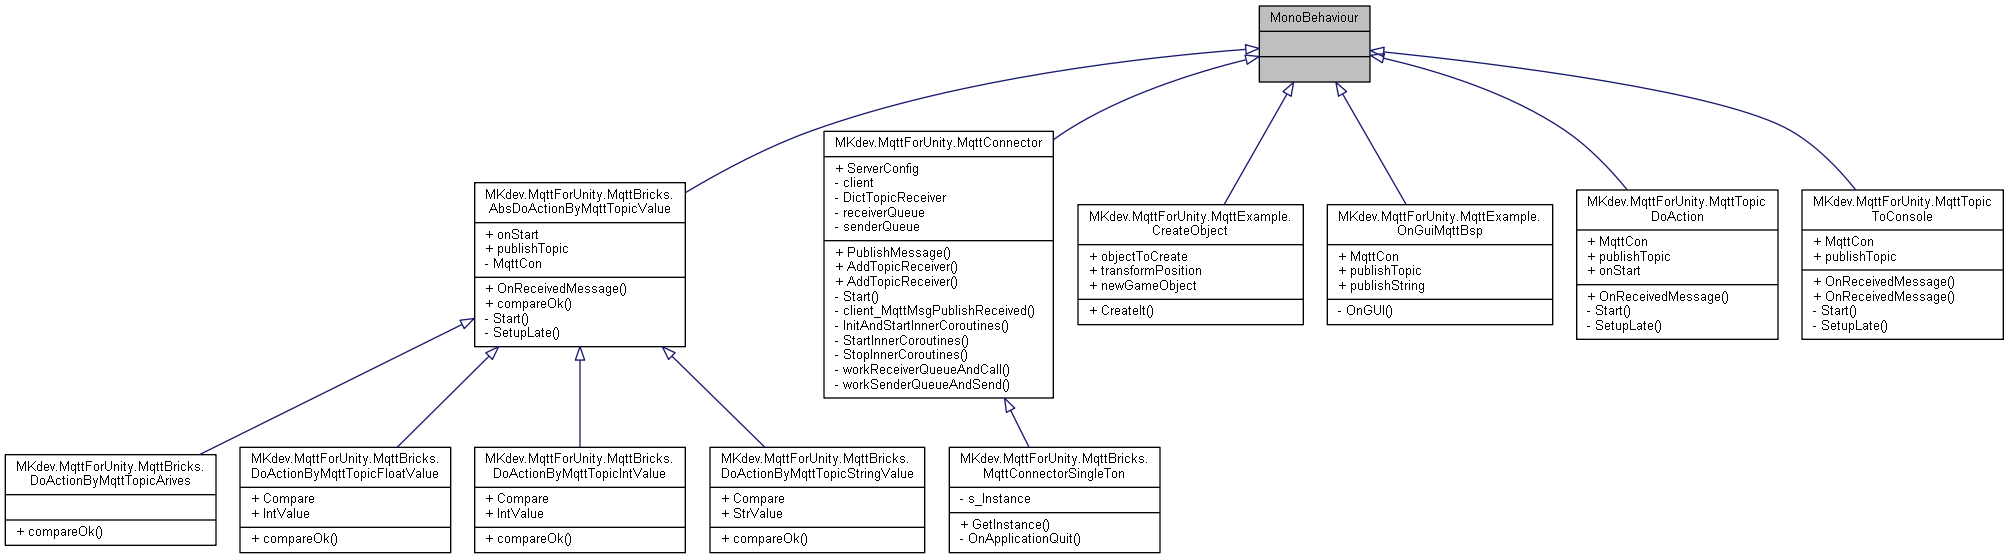 MonoBehaviour
MKdev.MqttForUnity.MqttBricks.
AbsDoActionByMqttTopicValue
+ onStart
+ publishTopic
- MqttCon
+ OnReceivedMessage()
+ compareOk()
- Start()
- SetupLate()
MKdev.MqttForUnity.MqttConnector
+ ServerConfig
- client
- DictTopicReceiver
- receiverQueue
- senderQueue
+ PublishMessage()
+ AddTopicReceiver()
+ AddTopicReceiver()
- Start()
- client_MqttMsgPublishReceived()
- InitAndStartInnerCoroutines()
- StartInnerCoroutines()
- StopInnerCoroutines()
- workReceiverQueueAndCall()
- workSenderQueueAndSend()
MKdev.MqttForUnity.MqttExample.
CreateObject
+ objectToCreate
+ transformPosition
+ newGameObject
+ CreateIt()
MKdev.MqttForUnity.MqttExample.
OnGuiMqttBsp
+ MqttCon
+ publishTopic
+ publishString
- OnGUI()
MKdev.MqttForUnity.MqttTopic
DoAction
+ MqttCon
+ publishTopic
+ onStart
+ OnReceivedMessage()
- Start()
- SetupLate()
MKdev.MqttForUnity.MqttTopic
ToConsole
+ MqttCon
+ publishTopic
+ OnReceivedMessage()
+ OnReceivedMessage()
- Start()
- SetupLate()
MKdev.MqttForUnity.MqttBricks.
DoActionByMqttTopicArives
+ compareOk()
MKdev.MqttForUnity.MqttBricks.
DoActionByMqttTopicFloatValue
+ Compare
+ IntValue
+ compareOk()
MKdev.MqttForUnity.MqttBricks.
DoActionByMqttTopicIntValue
+ Compare
+ IntValue
+ compareOk()
MKdev.MqttForUnity.MqttBricks.
DoActionByMqttTopicStringValue
+ Compare
+ StrValue
+ compareOk()
MKdev.MqttForUnity.MqttBricks.
MqttConnectorSingleTon
- s_Instance
+ GetInstance()
- OnApplicationQuit()